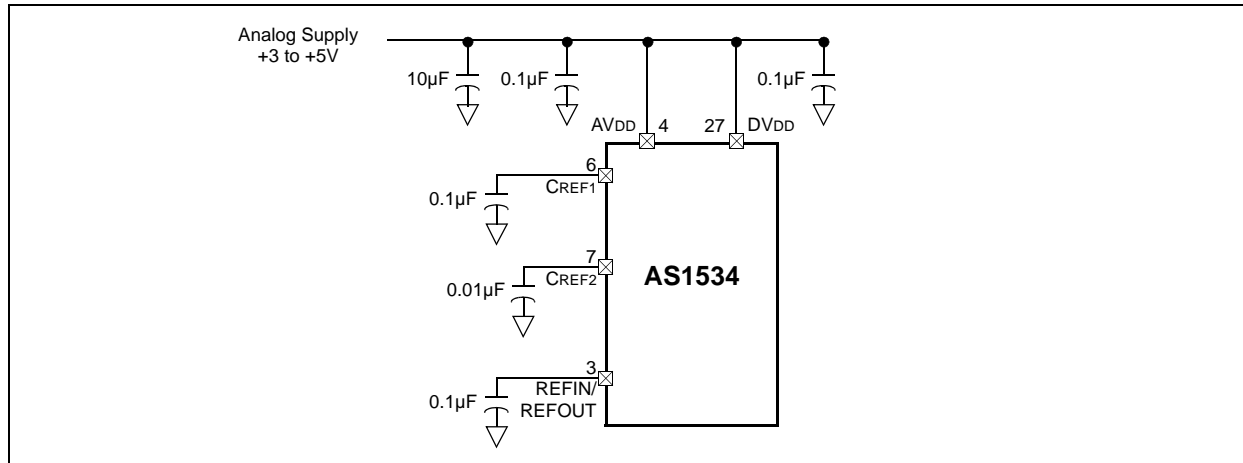 Analog Supply
+3 to +5V
10µF
0.1µF
0.1µF
AVDD
4
27
DVDD
6
CREF1
0.1µF
7
CREF2
0.01µF
AS1534
3
REFIN/
REFOUT
0.1µF